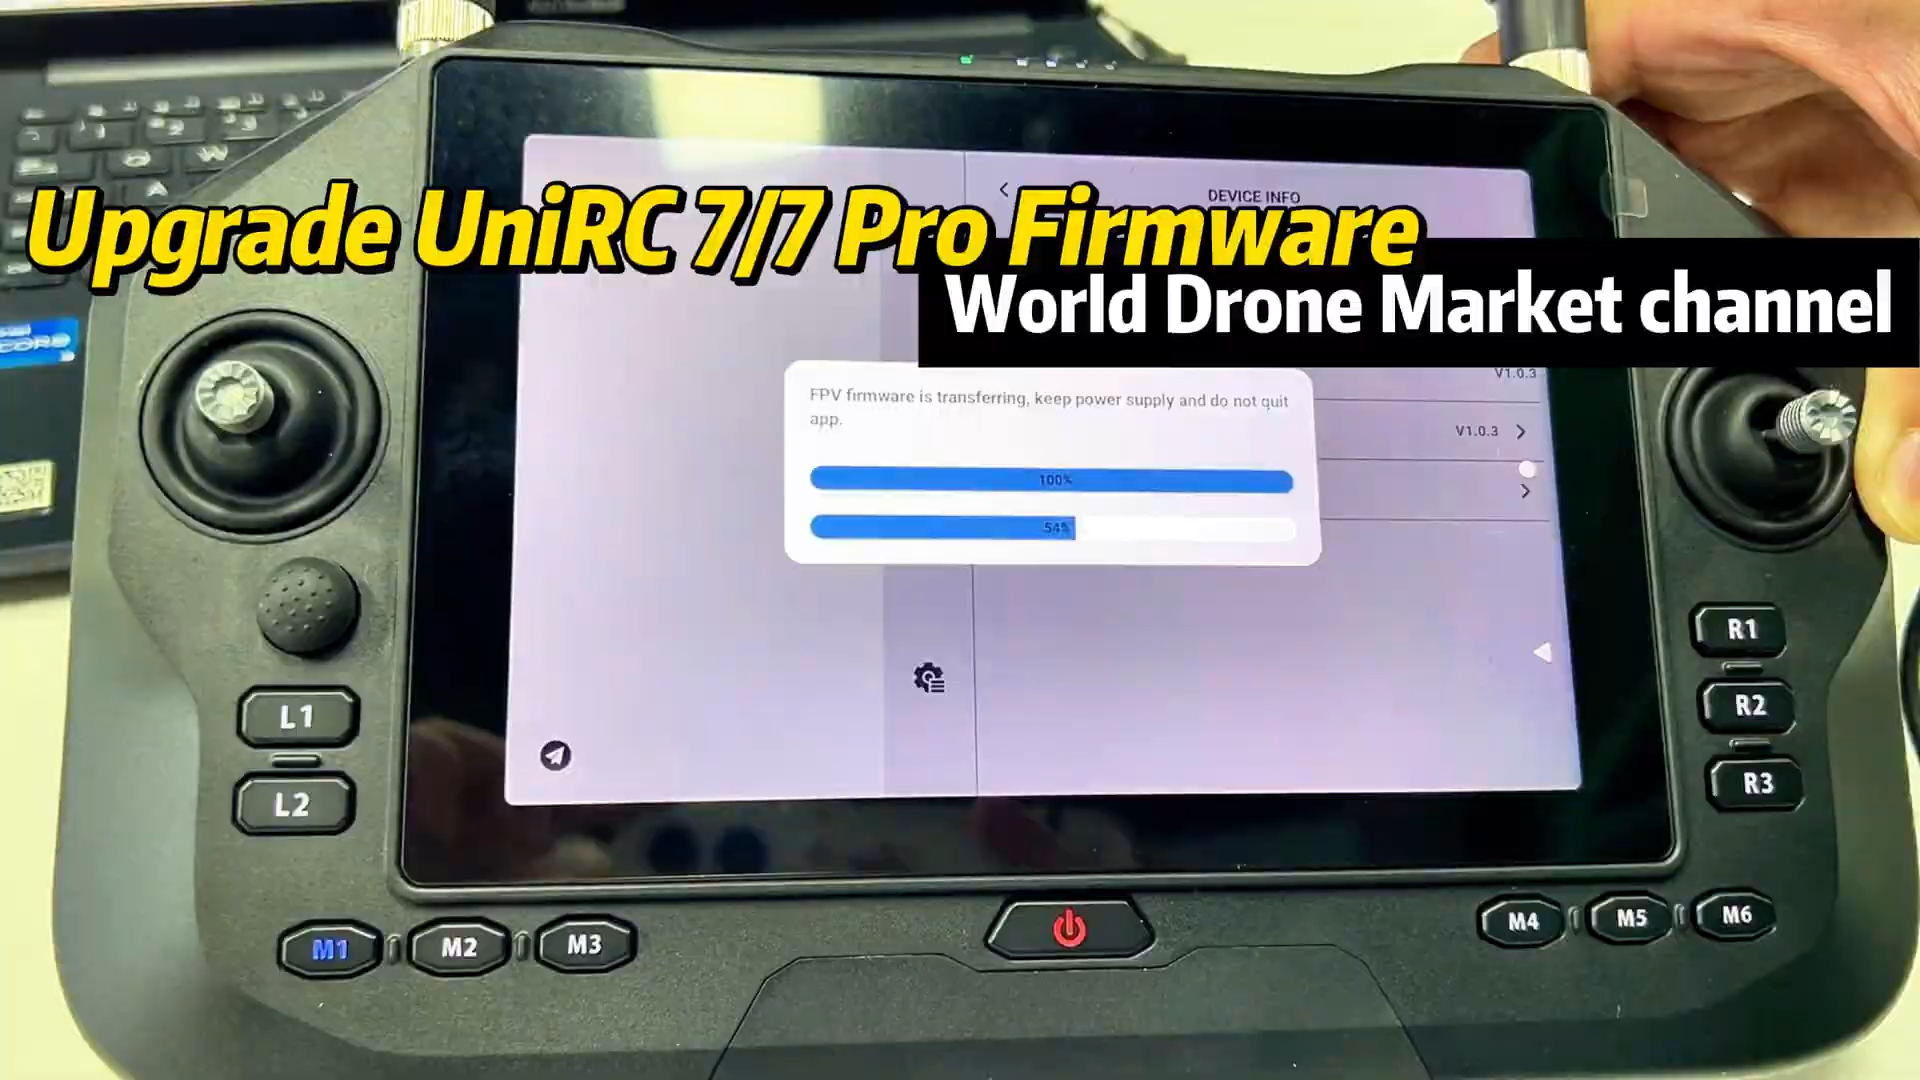 DEVICE INFO
Upgrade UniRC 7/7 Pro Firmware
World Drone Market channel
V1.0.3
FPV firmware is transferring, keep power supply and do not quit
app.
V1.0.3
100%
54%
CORE
W
A
L1
L2
R1
R2
R3
M1
M2
M3
M4
M5
M6